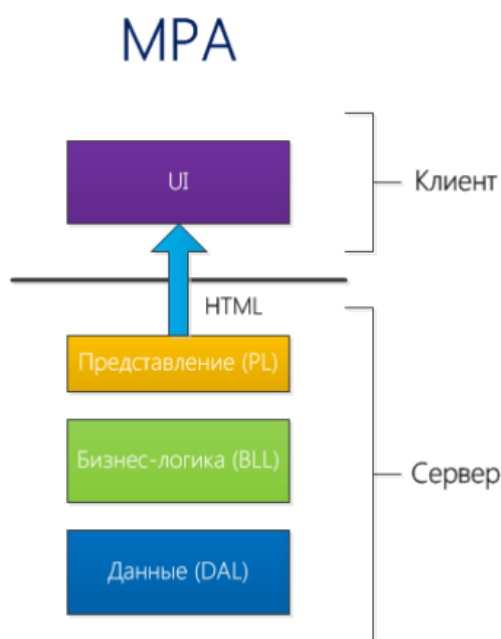 MPA
UI
Клиент
HTML
Представление (PL)
Бизнес-логика (BLL)
Сервер
Данные (DAL)